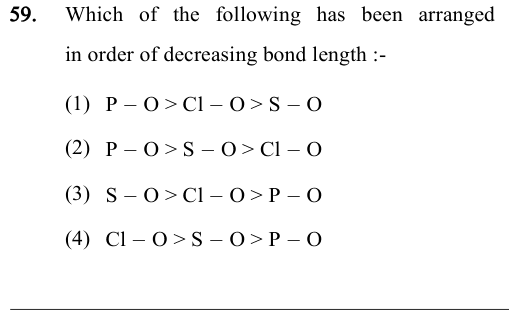 59. Which of the following has been arranged
in order of decreasing bond length :-
(1) P – O > Cl – O > S – O
(2) P – O > S – O > Cl – O
(3) S – O > Cl – O > P – O
(4) Cl – O > S – O > P – O